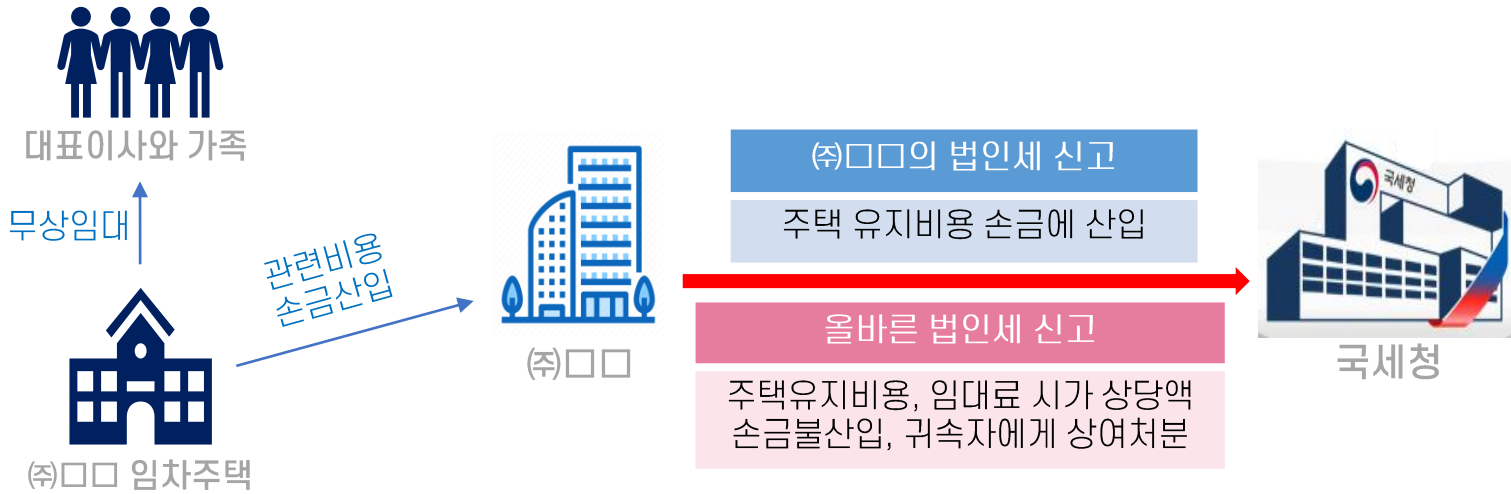 대표이사와 가족
무상임대
관련비용
손금산입
㈜□□ 임차주택
㈜□□
㈜□□의 법인세 신고
주택 유지비용 손금에 산입
올바른 법인세 신고
주택유지비용, 임대료 시가 상당액
손금불산입, 귀속자에게 상여처분
국세청
국세청